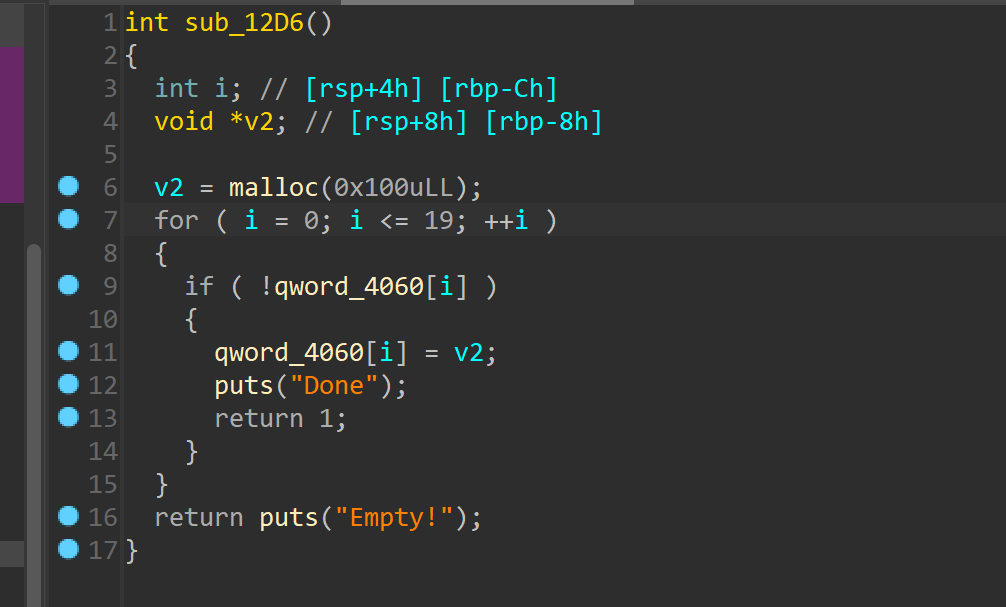 1 int sub_12D6()
2 {
3   int i; // [rsp+4h] [rbp-Ch]
4   void *v2; // [rsp+8h] [rbp-8h]
5
6   v2 = malloc(0x100uLL);
7   for ( i = 0; i <= 19; ++i )
8   {
9     if ( !qword_4060[i] )
10     {
11       qword_4060[i] = v2;
12       puts("Done");
13       return 1;
14     }
15   }
16   return puts("Empty!");
17 }